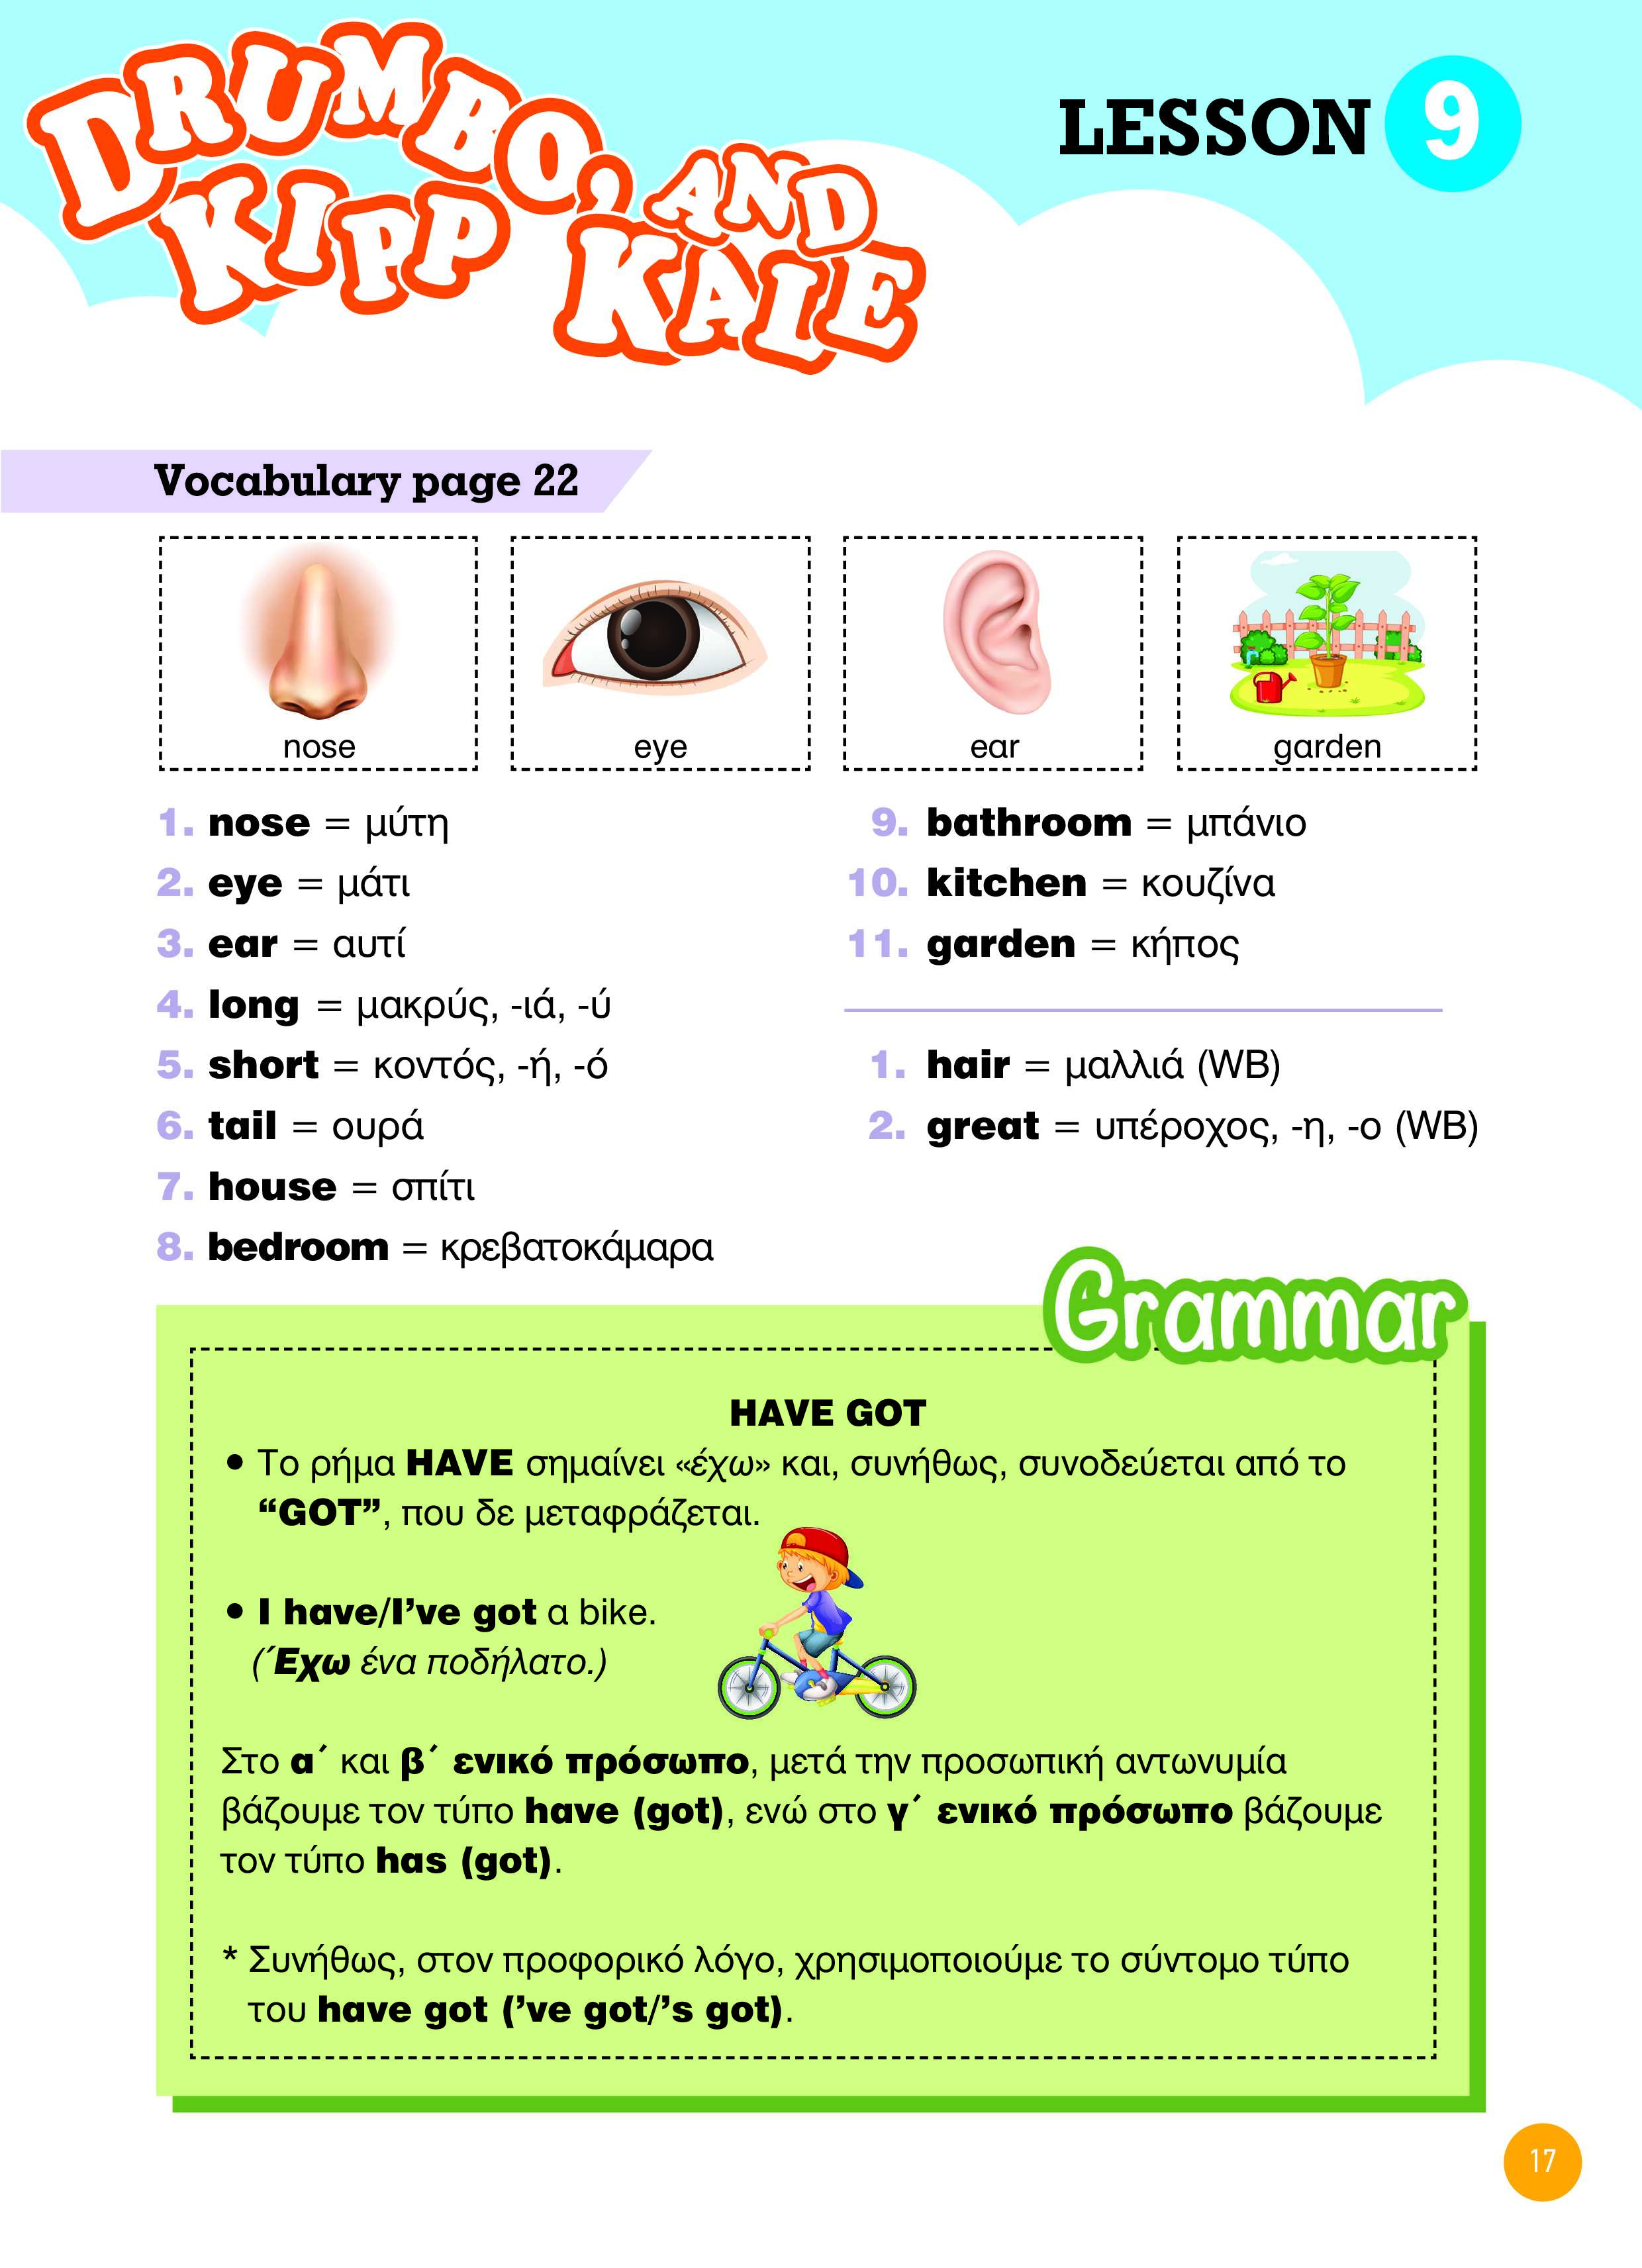 DRUMBO,
KIPP AND
KALE
LESSON 9
Vocabulary page 22
nose
eye
ear
garden
1. nose = μύτη
2. eye = μάτι
3. ear = αυτί
4. long = μακρύς, -ιά, -ύ
5. short = κοντός, -ή, -ό
6. tail = ουρά
7. house = σπίτι
8. bedroom = κρεβατοκάμαρα
9. bathroom = μπάνιο
10. kitchen = κουζίνα
11. garden = κήπος
1. hair = μαλλιά (WB)
2. great = υπέροχος, -η, -ο (WB)
Grammar
HAVE GOT
• Το ρήμα HAVE σημαίνει «έχω» και, συνήθως, συνοδεύεται από το
“GOT”, που δε μεταφράζεται.
• I have/I’ve got a bike.
(Έχω ένα ποδήλατο.)
Στο α΄ και β΄ ενικό πρόσωπο, μετά την προσωπική αντωνυμία
βάζουμε τον τύπο have (got), ενώ στο γ΄ ενικό πρόσωπο βάζουμε
τον τύπο has (got).
* Συνήθως, στον προφορικό λόγο, χρησιμοποιούμε το σύντομο τύπο
του have got (’ve got/’s got).
17